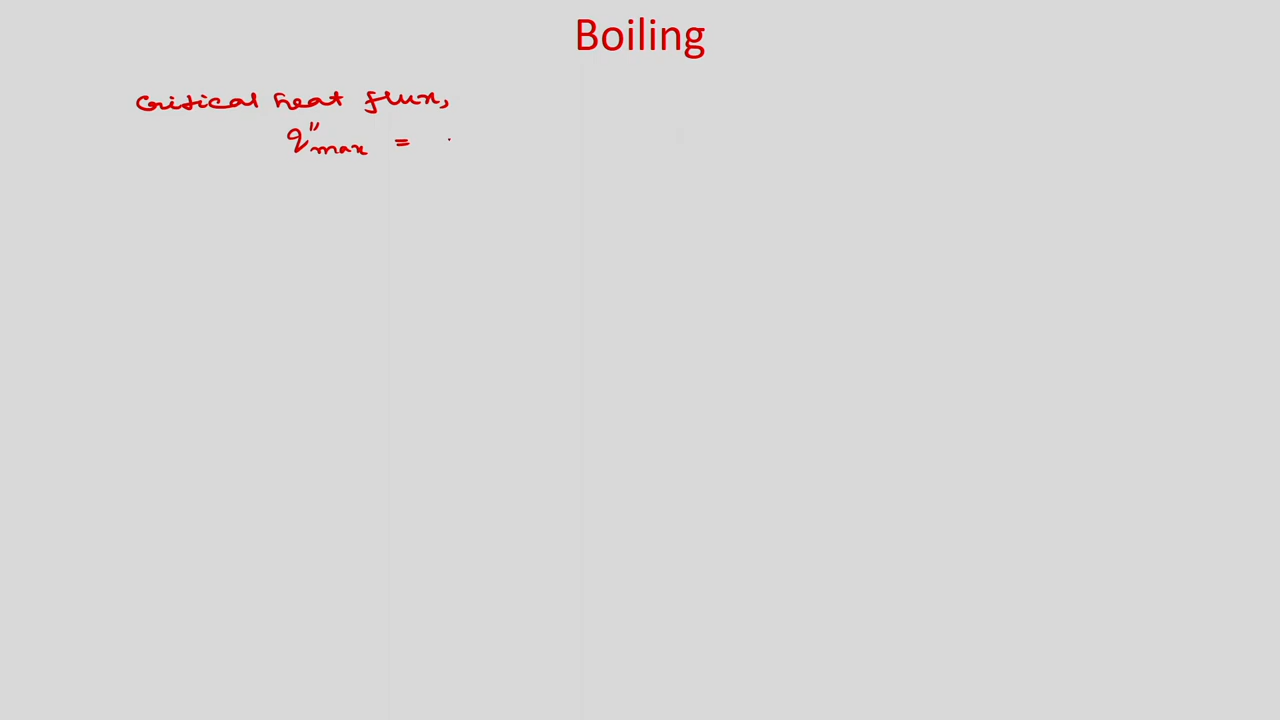 Boiling
Critical heat flux,
q"max =